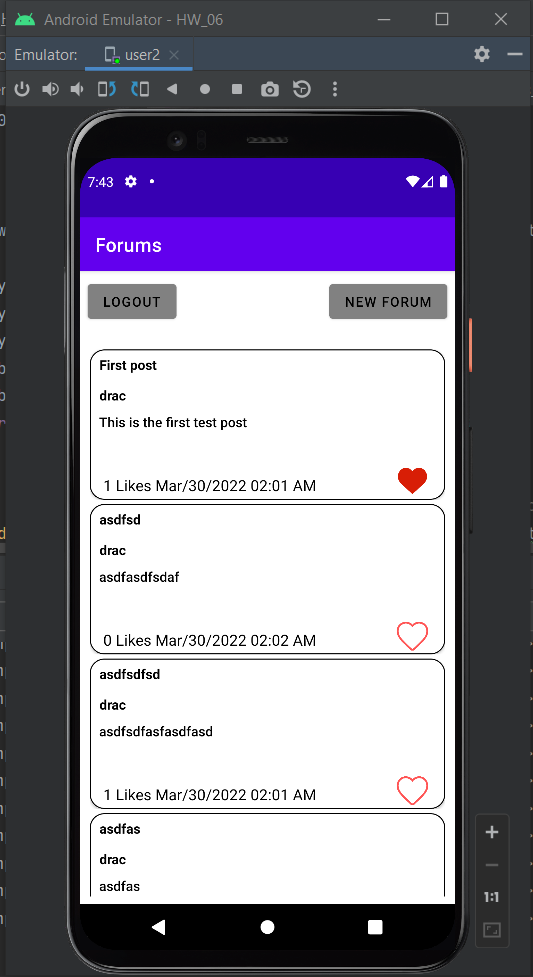 Android Emulator - HW_06
Emulator: user2
7:43
Forums
LOGOUT NEW FORUM
First post
drac
This is the first test post
1 Likes Mar/30/2022 02:01 AM
asdfsd
drac
asdfasdfsdaf
0 Likes Mar/30/2022 02:02 AM
asdfsdfsd
drac
asdfsdfasfasdfasd
1 Likes Mar/30/2022 02:01 AM
asdfas
drac
asdfas
1:1